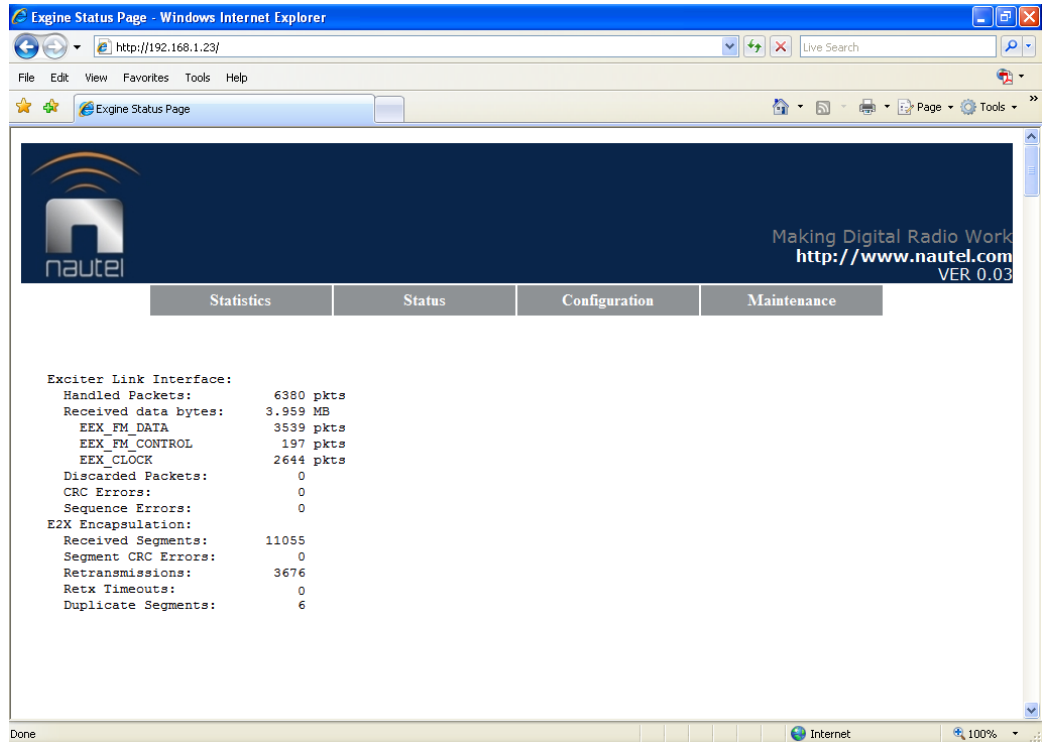 Exgine Status Page - Windows Internet Explorer
http://192.168.1.23/
Live Search
File Edit View Favorites Tools Help
Exgine Status Page
Page Tools
nautel
Making Digital Radio Work
http://www.nautel.com
VER 0.03
Statistics Status Configuration Maintenance
Exciter Link Interface:
Handled Packets: 6380 pkts
Received data bytes: 3.959 MB
EEX_FM_DATA 3539 pkts
EEX_FM_CONTROL 197 pkts
EEX_CLOCK 2644 pkts
Discarded Packets: 0
CRC Errors: 0
Sequence Errors: 0
E2X Encapsulation:
Received Segments: 11055
Segment CRC Errors: 0
Retransmissions: 3676
Retx Timeouts: 0
Duplicate Segments: 6
Done Internet 100%